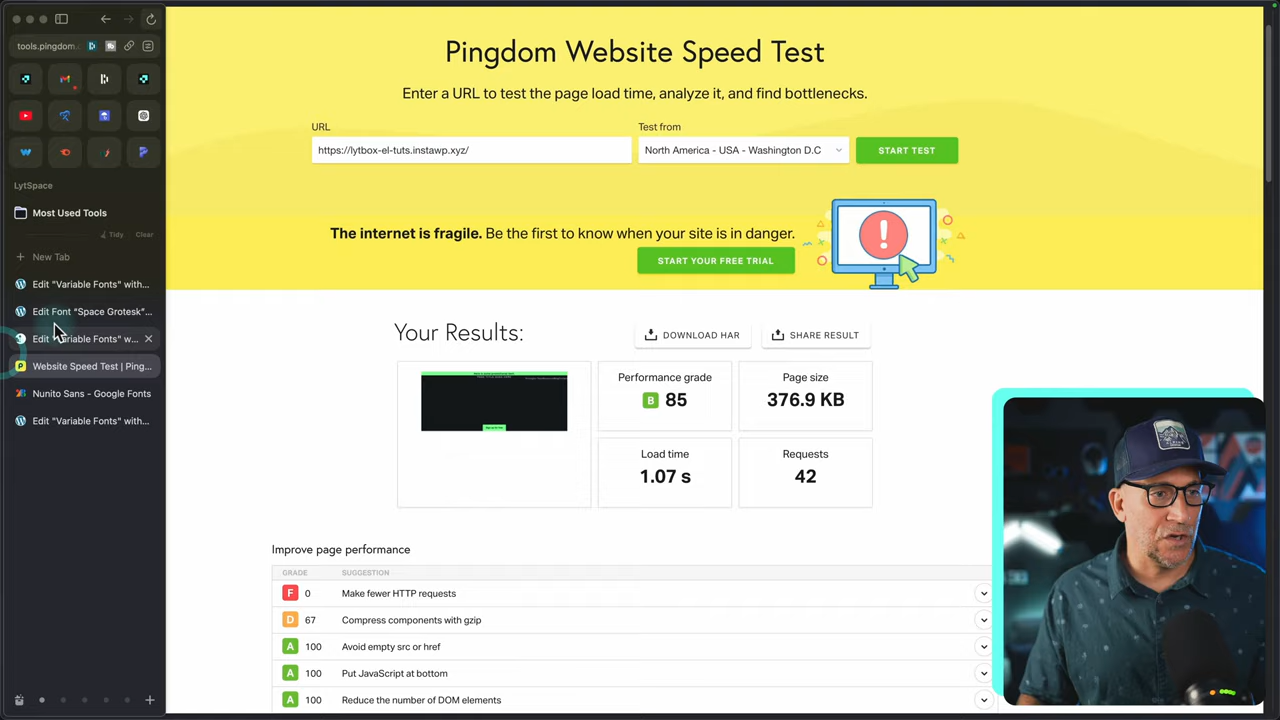 tools.pingdom.
LytSpace
Most Used Tools
Tidy
Clear
New Tab
Edit "Variable Fonts" with...
Edit Font "Space Grotesk"...
Edit "Variable Fonts" w...
Website Speed Test | Ping...
Nunito Sans - Google Fonts
Edit "Variable Fonts" with...
Pingdom Website Speed Test
Enter a URL to test the page load time, analyze it, and find bottlenecks.
URL
Test from
https://lytbox-el-tuts.instawp.xyz/
North America - USA - Washington D.C
START TEST
The internet is fragile. Be the first to know when your site is in danger.
START YOUR FREE TRIAL
Your Results:
DOWNLOAD HAR
SHARE RESULT
Performance grade
B 85
Page size
376.9 KB
Load time
1.07 s
Requests
42
Improve page performance
GRADE SUGGESTION
F 0 Make fewer HTTP requests
D 67 Compress components with gzip
A 100 Avoid empty src or href
A 100 Put JavaScript at bottom
A 100 Reduce the number of DOM elements